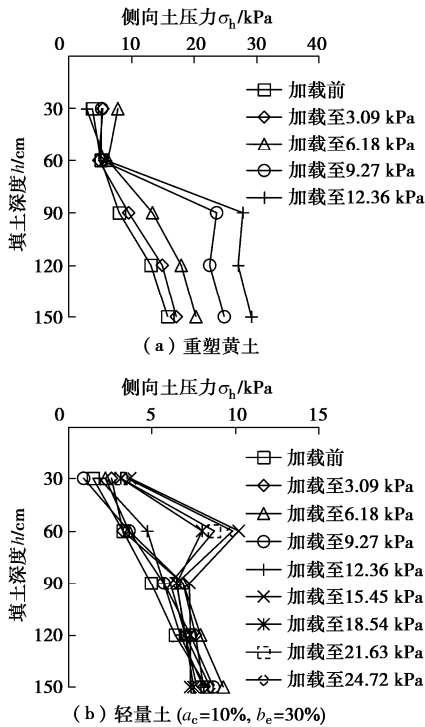 侧向土压力σh/kPa
0 10 20 30 40
30
60
90
120
150
填土深度h/cm
加载前
加载至3.09 kPa
加载至6.18 kPa
加载至9.27 kPa
加载至12.36 kPa
(a)重塑黄土
侧向土压力σh/kPa
0 5 10 15
30
60
90
120
150
填土深度h/cm
加载前
加载至3.09 kPa
加载至6.18 kPa
加载至9.27 kPa
加载至12.36 kPa
加载至15.45 kPa
加载至18.54 kPa
加载至21.63 kPa
加载至24.72 kPa
(b)轻量土 (ac=10%, be=30%)